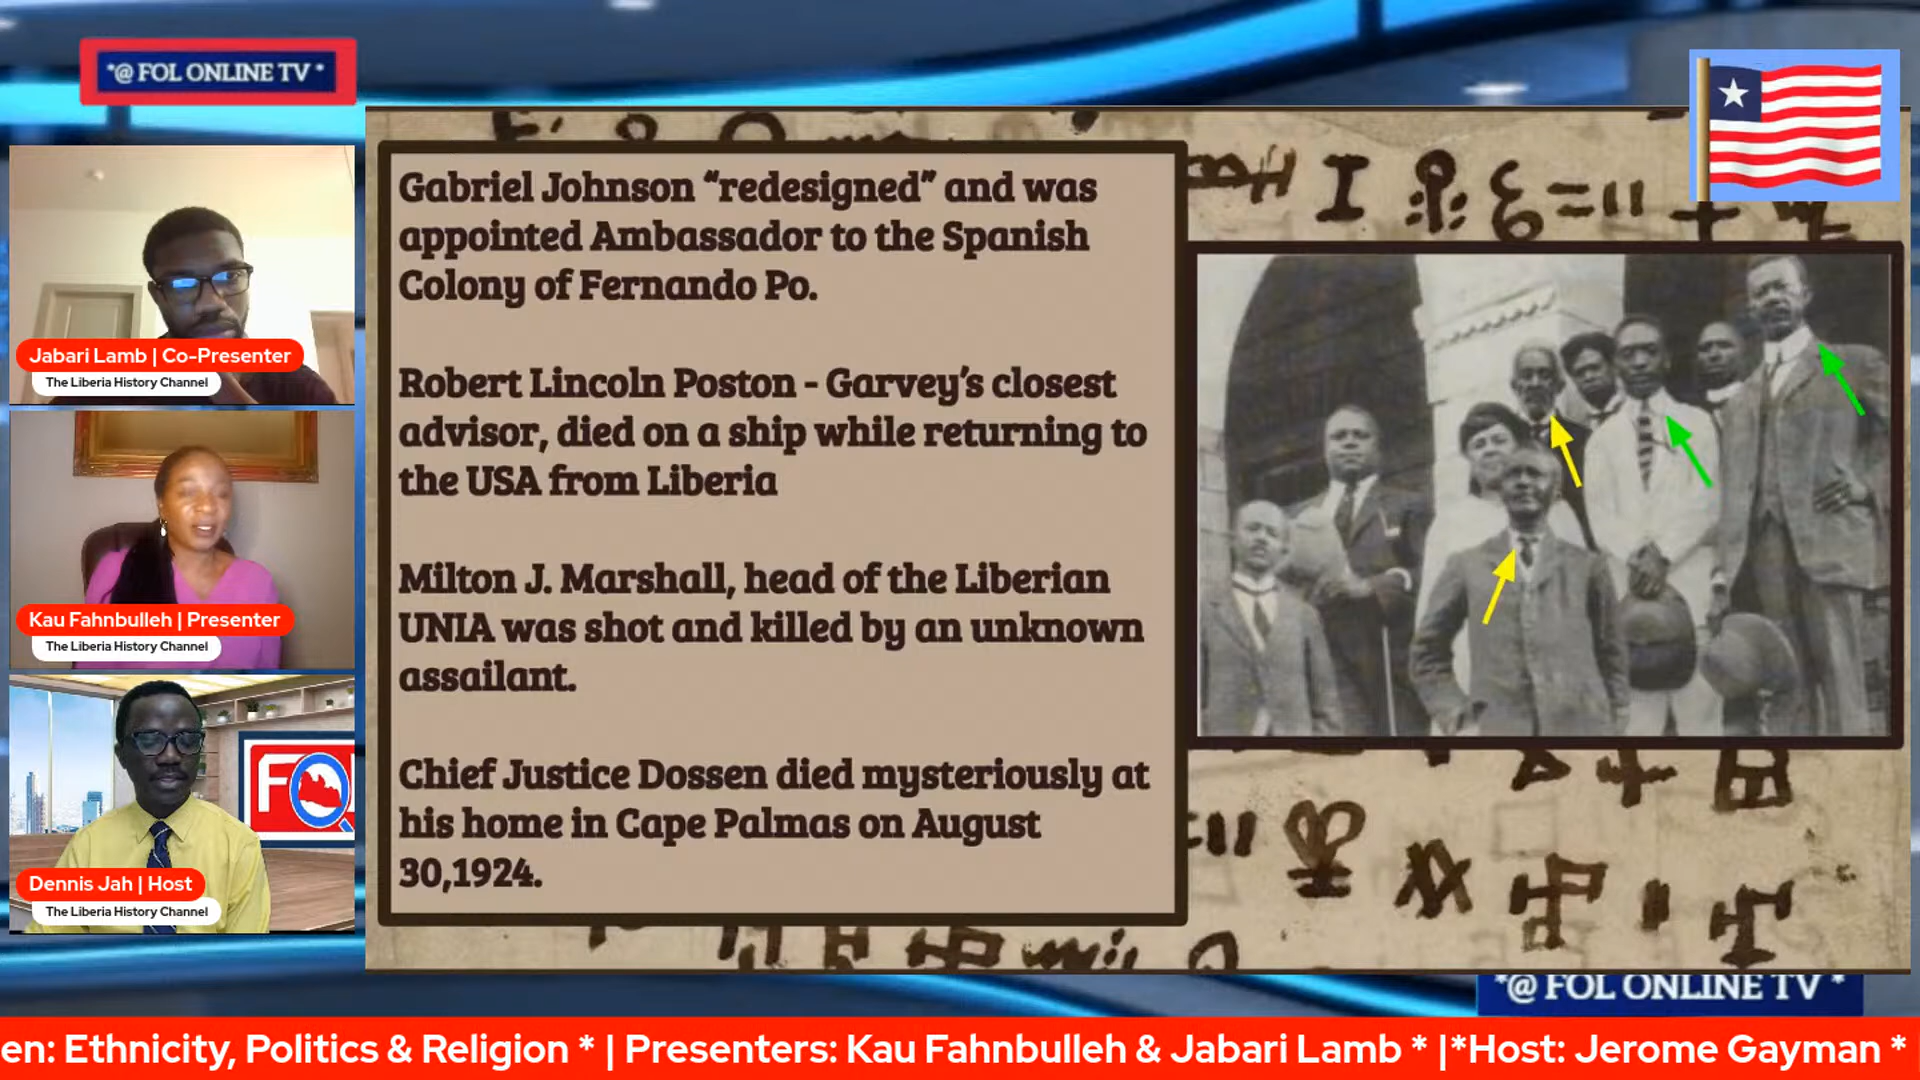 *@ FOL ONLINE TV *
Jabari Lamb | Co-Presenter
The Liberia History Channel
Kau Fahnbulleh | Presenter
The Liberia History Channel
Dennis Jah | Host
The Liberia History Channel
Gabriel Johnson “redesigned” and was
appointed Ambassador to the Spanish
Colony of Fernando Po.
Robert Lincoln Poston - Garvey’s closest
advisor, died on a ship while returning to
the USA from Liberia
Milton J. Marshall, head of the Liberian
UNIA was shot and killed by an unknown
assailant.
Chief Justice Dossen died mysteriously at
his home in Cape Palmas on August
30,1924.
*@ FOL ONLINE TV *
en: Ethnicity, Politics & Religion * | Presenters: Kau Fahnbulleh & Jabari Lamb * |*Host: Jerome Gayman *